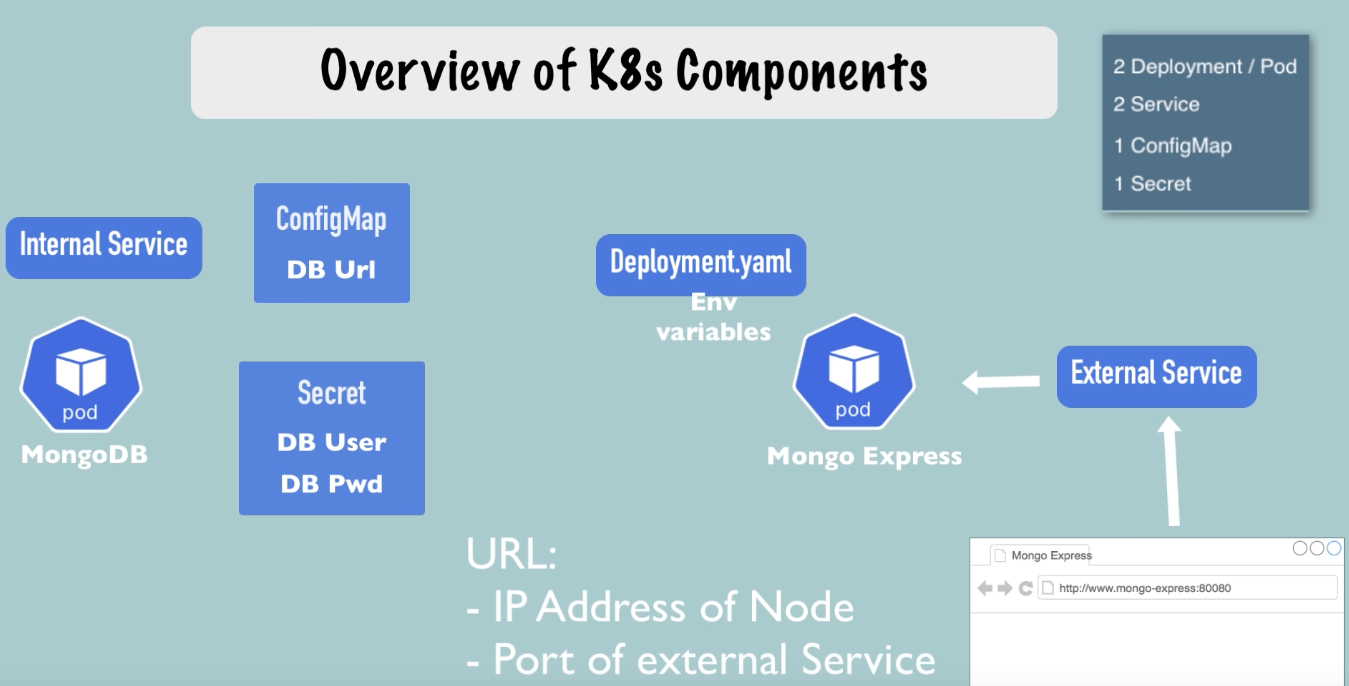 Overview of K8s Components
2 Deployment / Pod
2 Service
1 ConfigMap
1 Secret
Internal Service
pod
MongoDB
ConfigMap
DB Url
Secret
DB User
DB Pwd
Deployment.yaml
Env
variables
pod
Mongo Express
External Service
URL:
- IP Address of Node
- Port of external Service
Mongo Express
http://www.mongo-express:80080